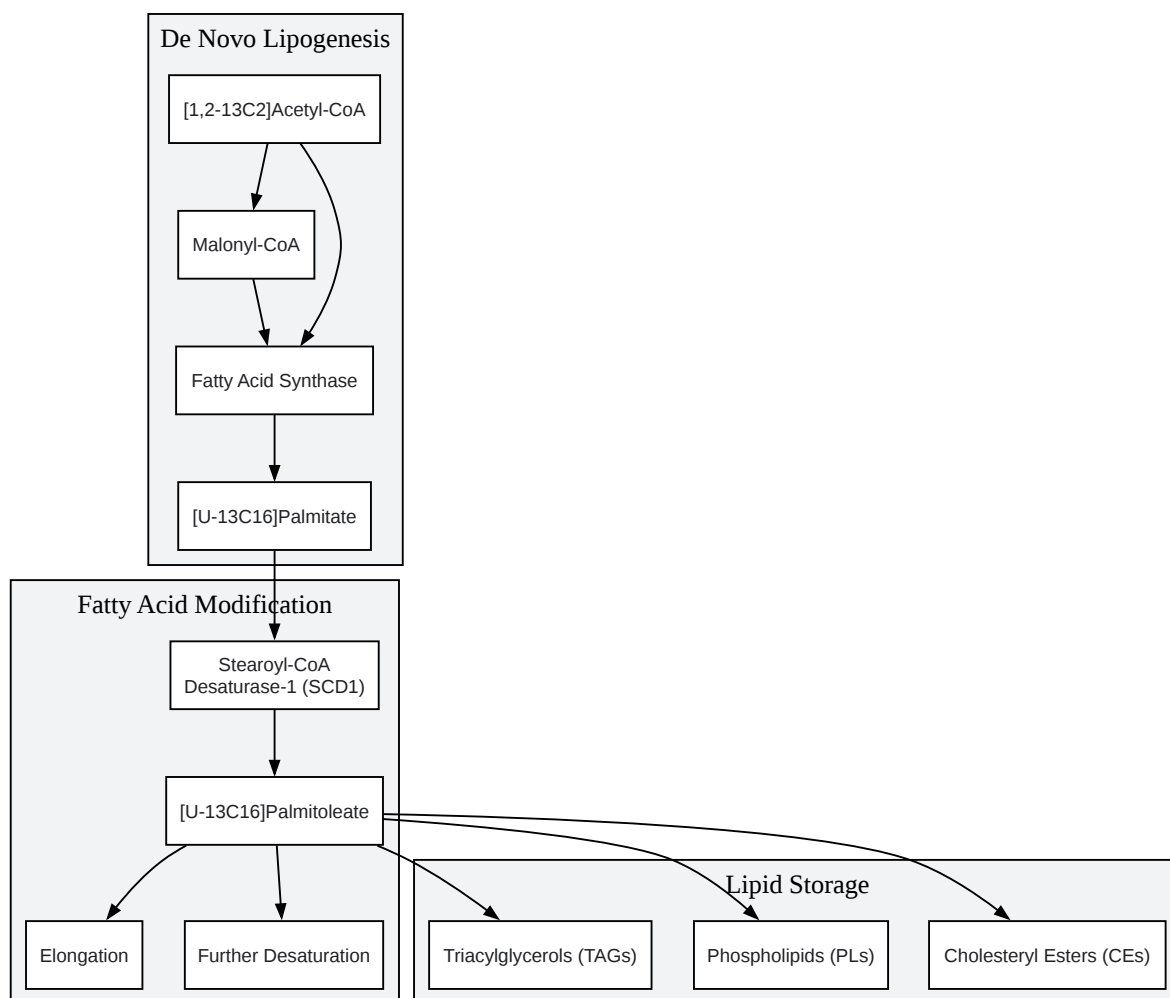 De Novo Lipogenesis
[1,2-13C2]Acetyl-CoA
Malonyl-CoA
Fatty Acid Synthase
[U-13C16]Palmitate
Fatty Acid Modification
Stearoyl-CoA
Desaturase-1 (SCD1)
[U-13C16]Palmitoleate
Elongation
Further Desaturation
Lipid Storage
Triacylglycerols (TAGs)
Phospholipids (PLs)
Cholesteryl Esters (CEs)